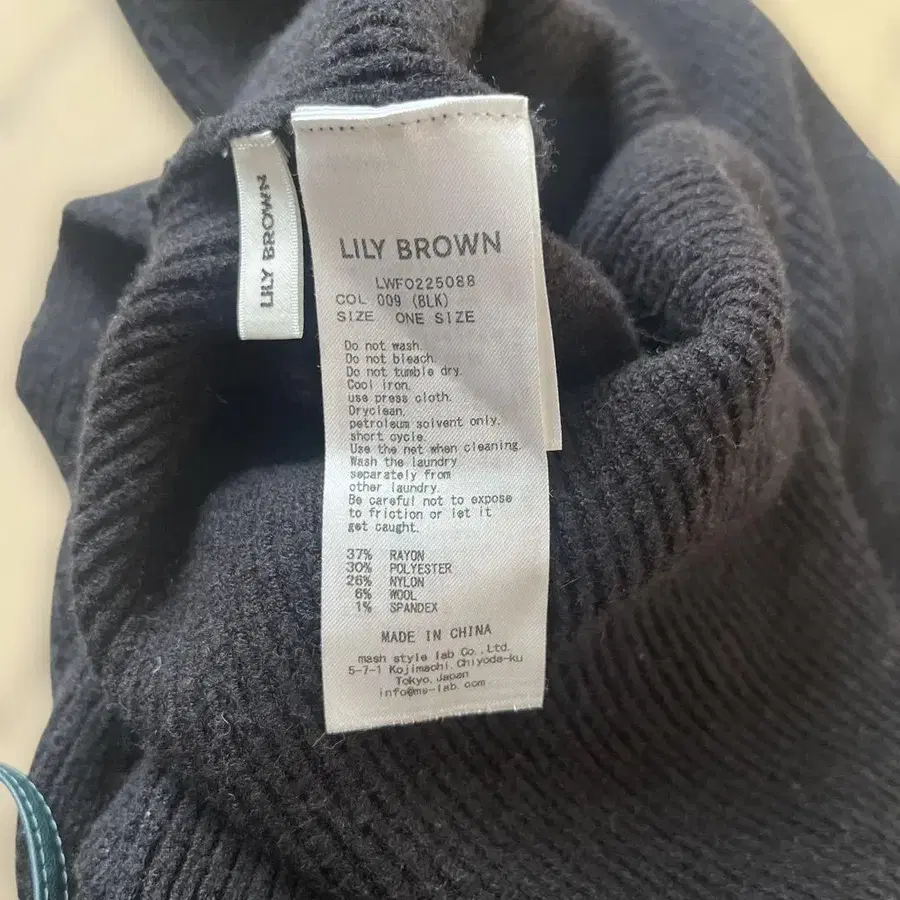 LILY BROWN
LILY BROWN
LWFO225088
COL 009 (BLK)
SIZE ONE SIZE
Do not wash.
Do not bleach.
Do not tumble dry.
Cool iron.
use press cloth.
Dryclean.
petroleum solvent only.
short cycle.
Use the net when cleaning.
Wash the laundry
separately from
other laundry.
Be careful not to expose
to friction or let it
get caught.
37% RAYON
30% POLYESTER
26% NYLON
6% WOOL
1% SPANDEX
MADE IN CHINA
mash style lab Co.,Ltd.
5-7-1 Kojimachi,Chiyoda-ku
Tokyo,Japan
info@ms-lab.com